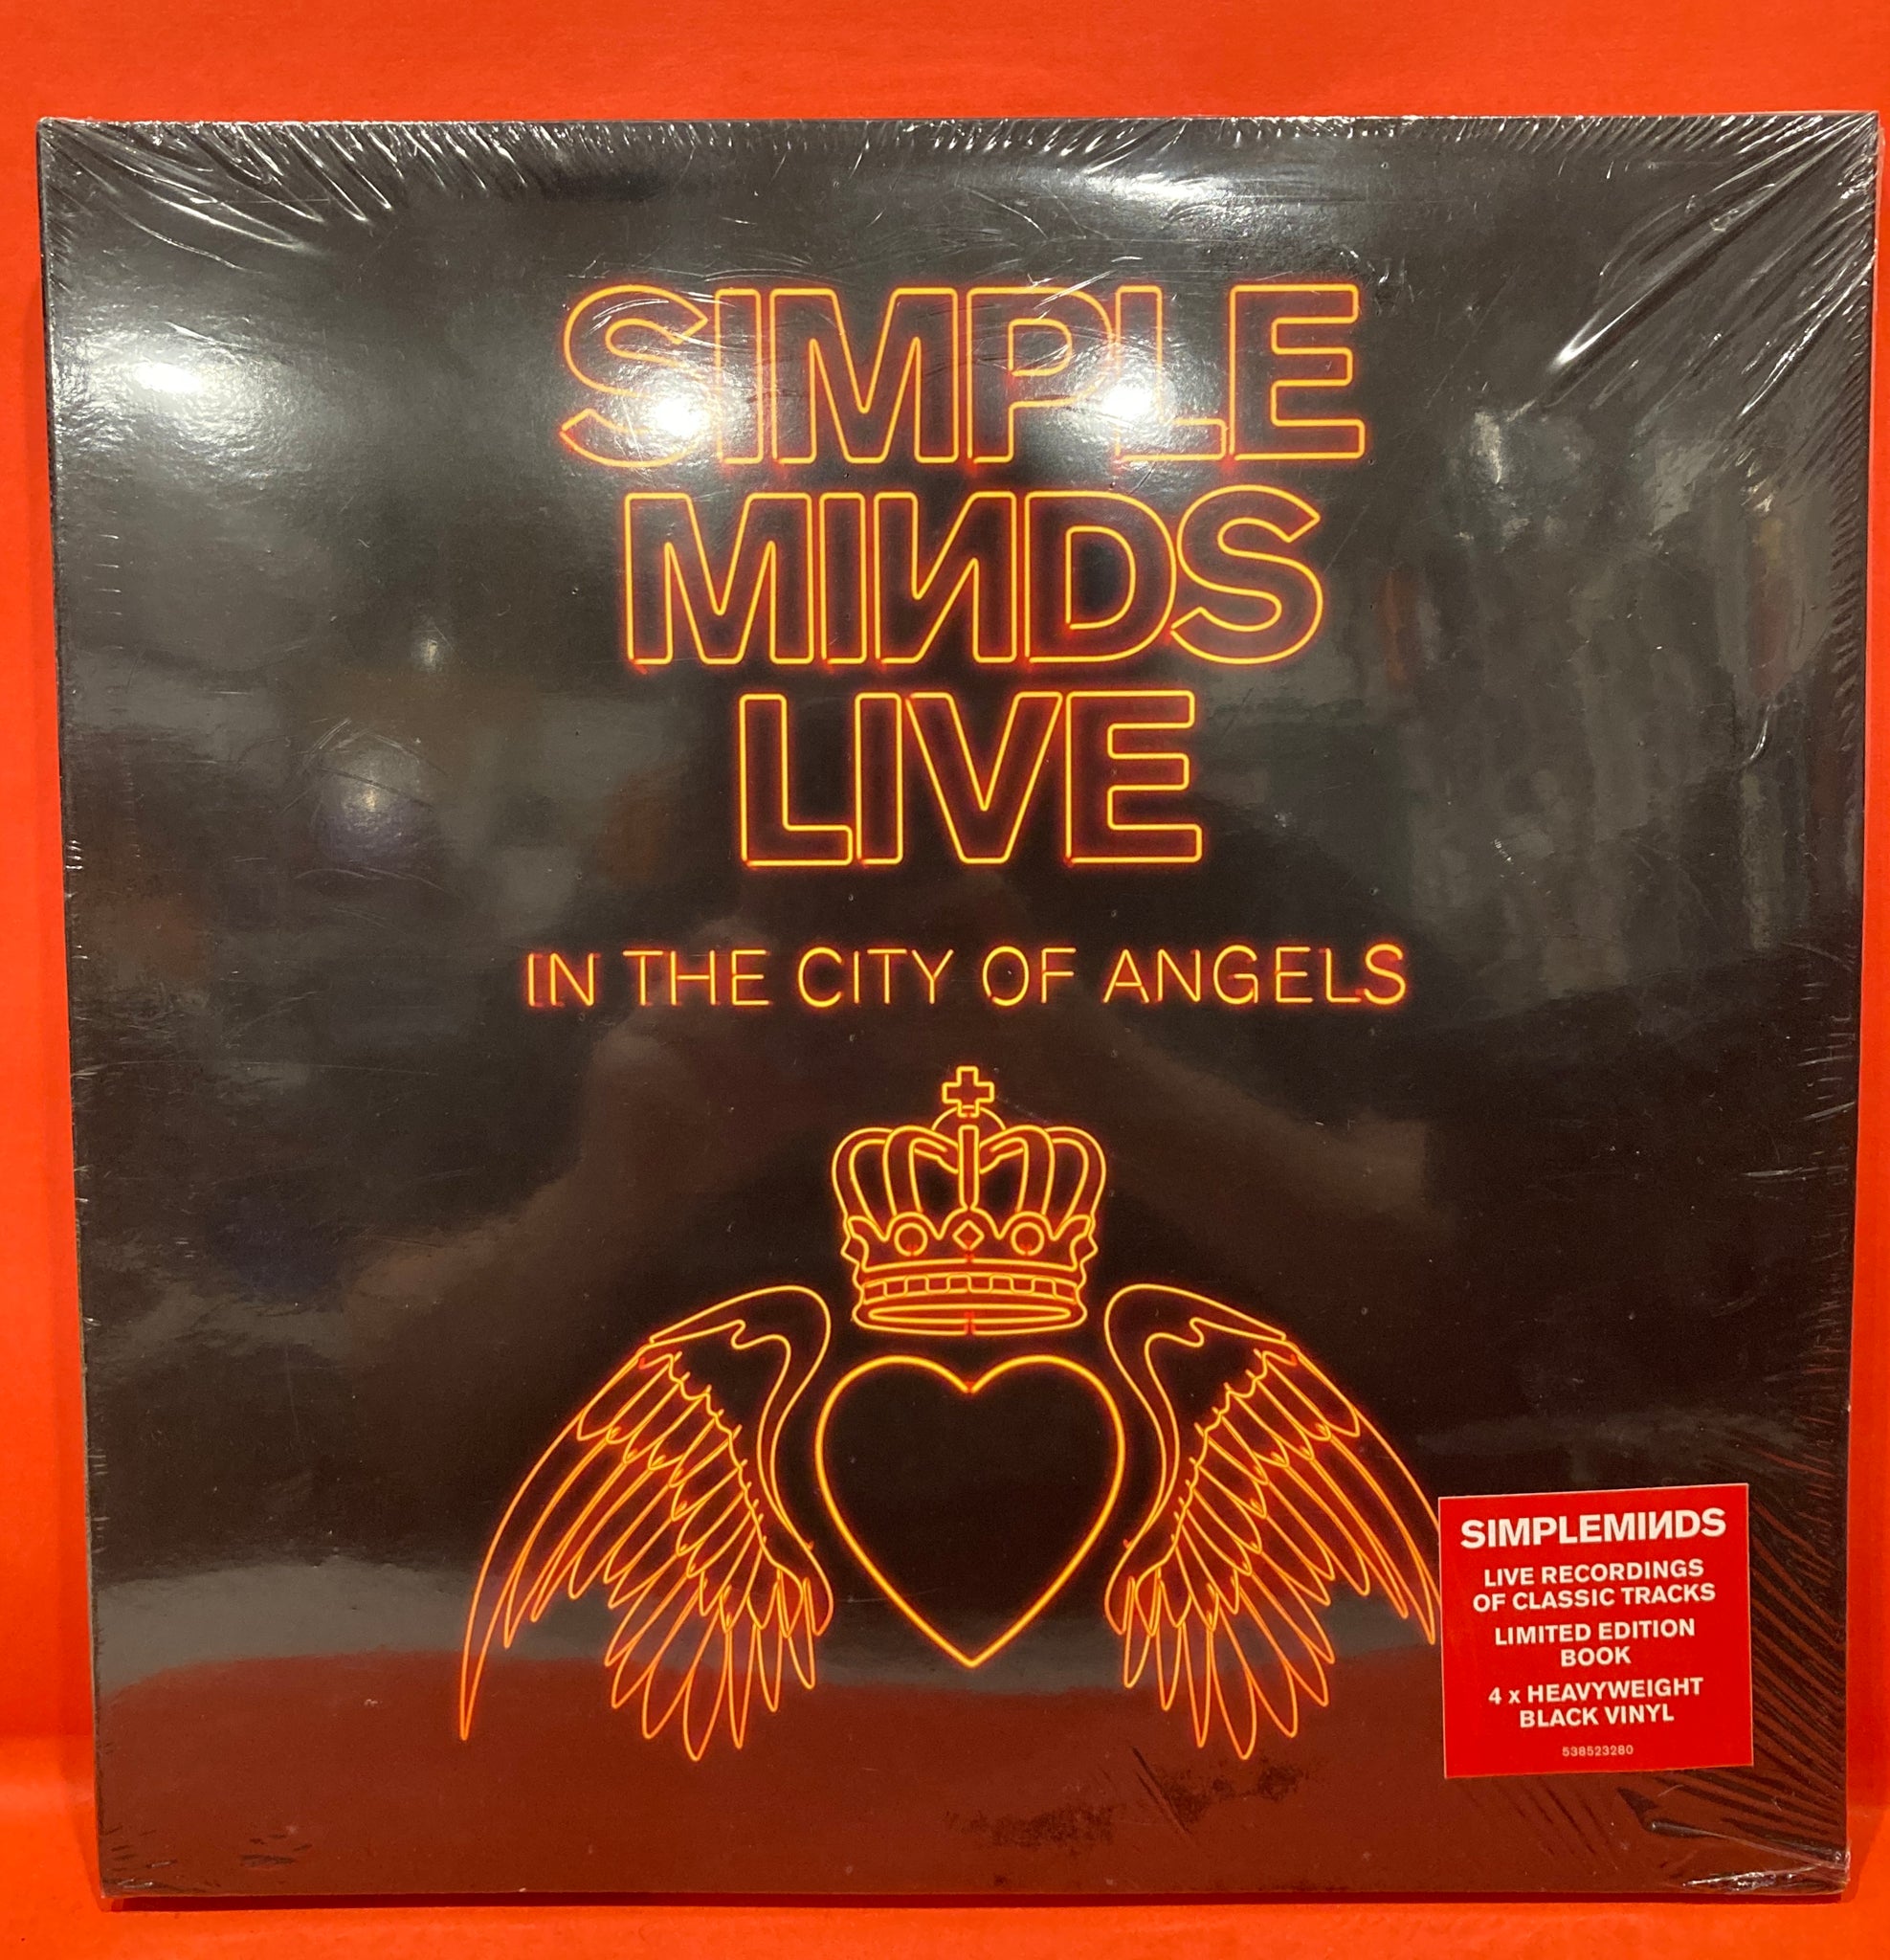 SIMPLE
MIИDS
LIVE
IN THE CITY OF ANGELS
SIMPLEMIИDS
LIVE RECORDINGS
OF CLASSIC TRACKS
LIMITED EDITION
BOOK
4 x HEAVYWEIGHT
BLACK VINYL
538523280